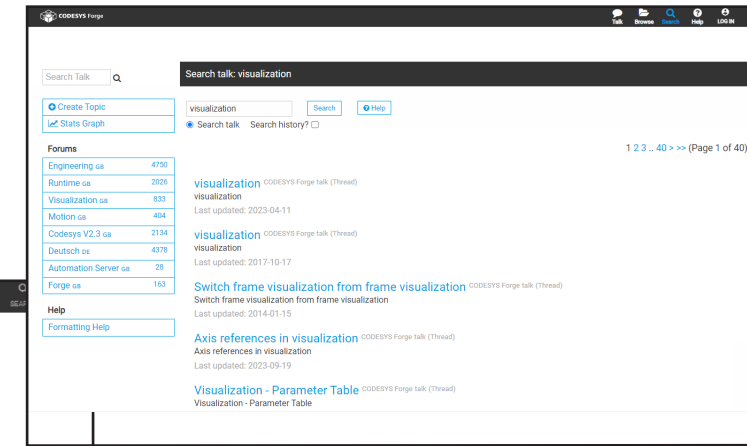 CODESYS Forge
Talk Browse Search Help LOG IN
Search Talk
Search talk: visualization
Create Topic
Stats Graph
visualization Search Help
Search talk Search history?
1 2 3 .. 40 > >> (Page 1 of 40)
Forums
Engineering GB 4750
Runtime GB 2026
Visualization GB 833
Motion GB 404
Codesys V2.3 GB 2134
Deutsch DE 4378
Automation Server GB 28
Forge GB 163
Help
Formatting Help
visualization CODESYS Forge talk (Thread)
visualization
Last updated: 2023-04-11
visualization CODESYS Forge talk (Thread)
visualization
Last updated: 2017-10-17
Switch frame visualization from frame visualization CODESYS Forge talk (Thread)
Switch frame visualization from frame visualization
Last updated: 2014-01-15
Axis references in visualization CODESYS Forge talk (Thread)
Axis references in visualization
Last updated: 2023-09-19
Visualization - Parameter Table CODESYS Forge talk (Thread)
Visualization - Parameter Table